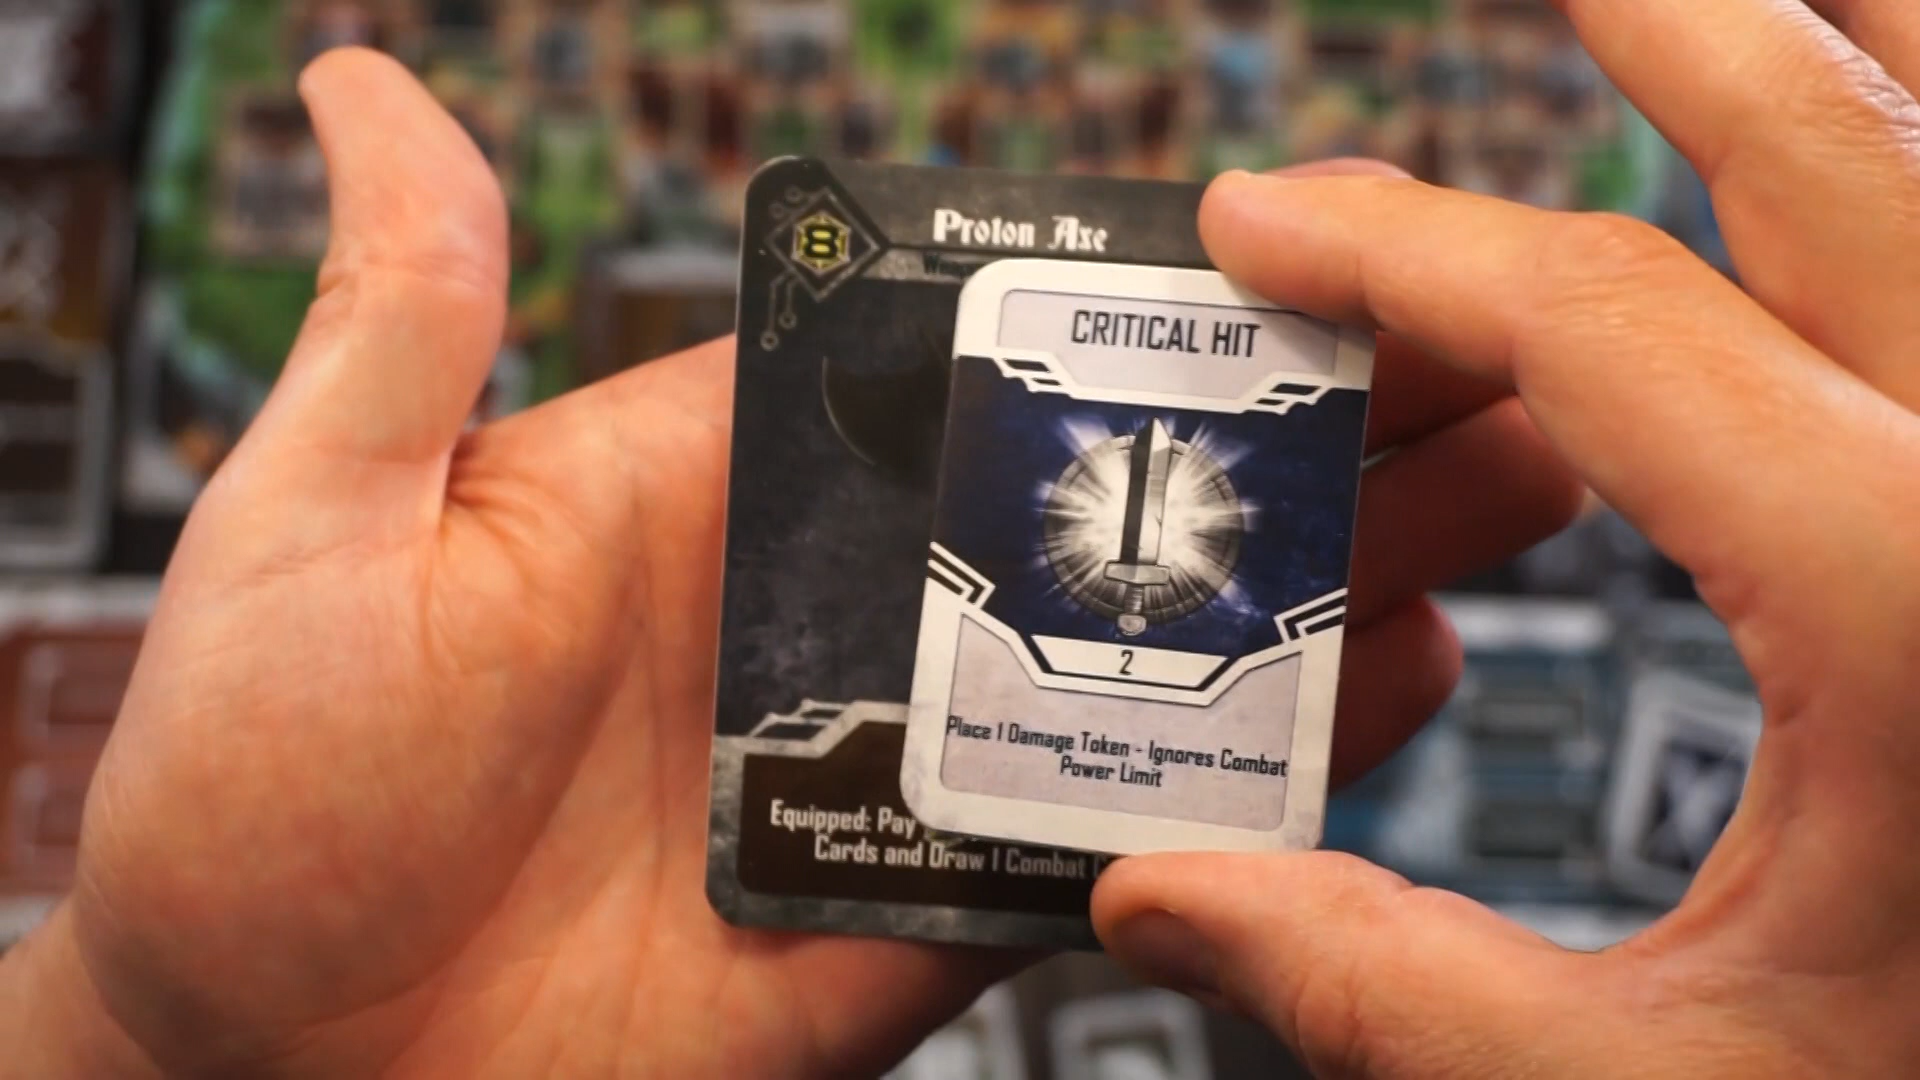 8
Proton Axe
CRITICAL HIT
2
Place 1 Damage Token - Ignores Combat
Power Limit
Equipped: Pay
Cards and Draw 1 Combat